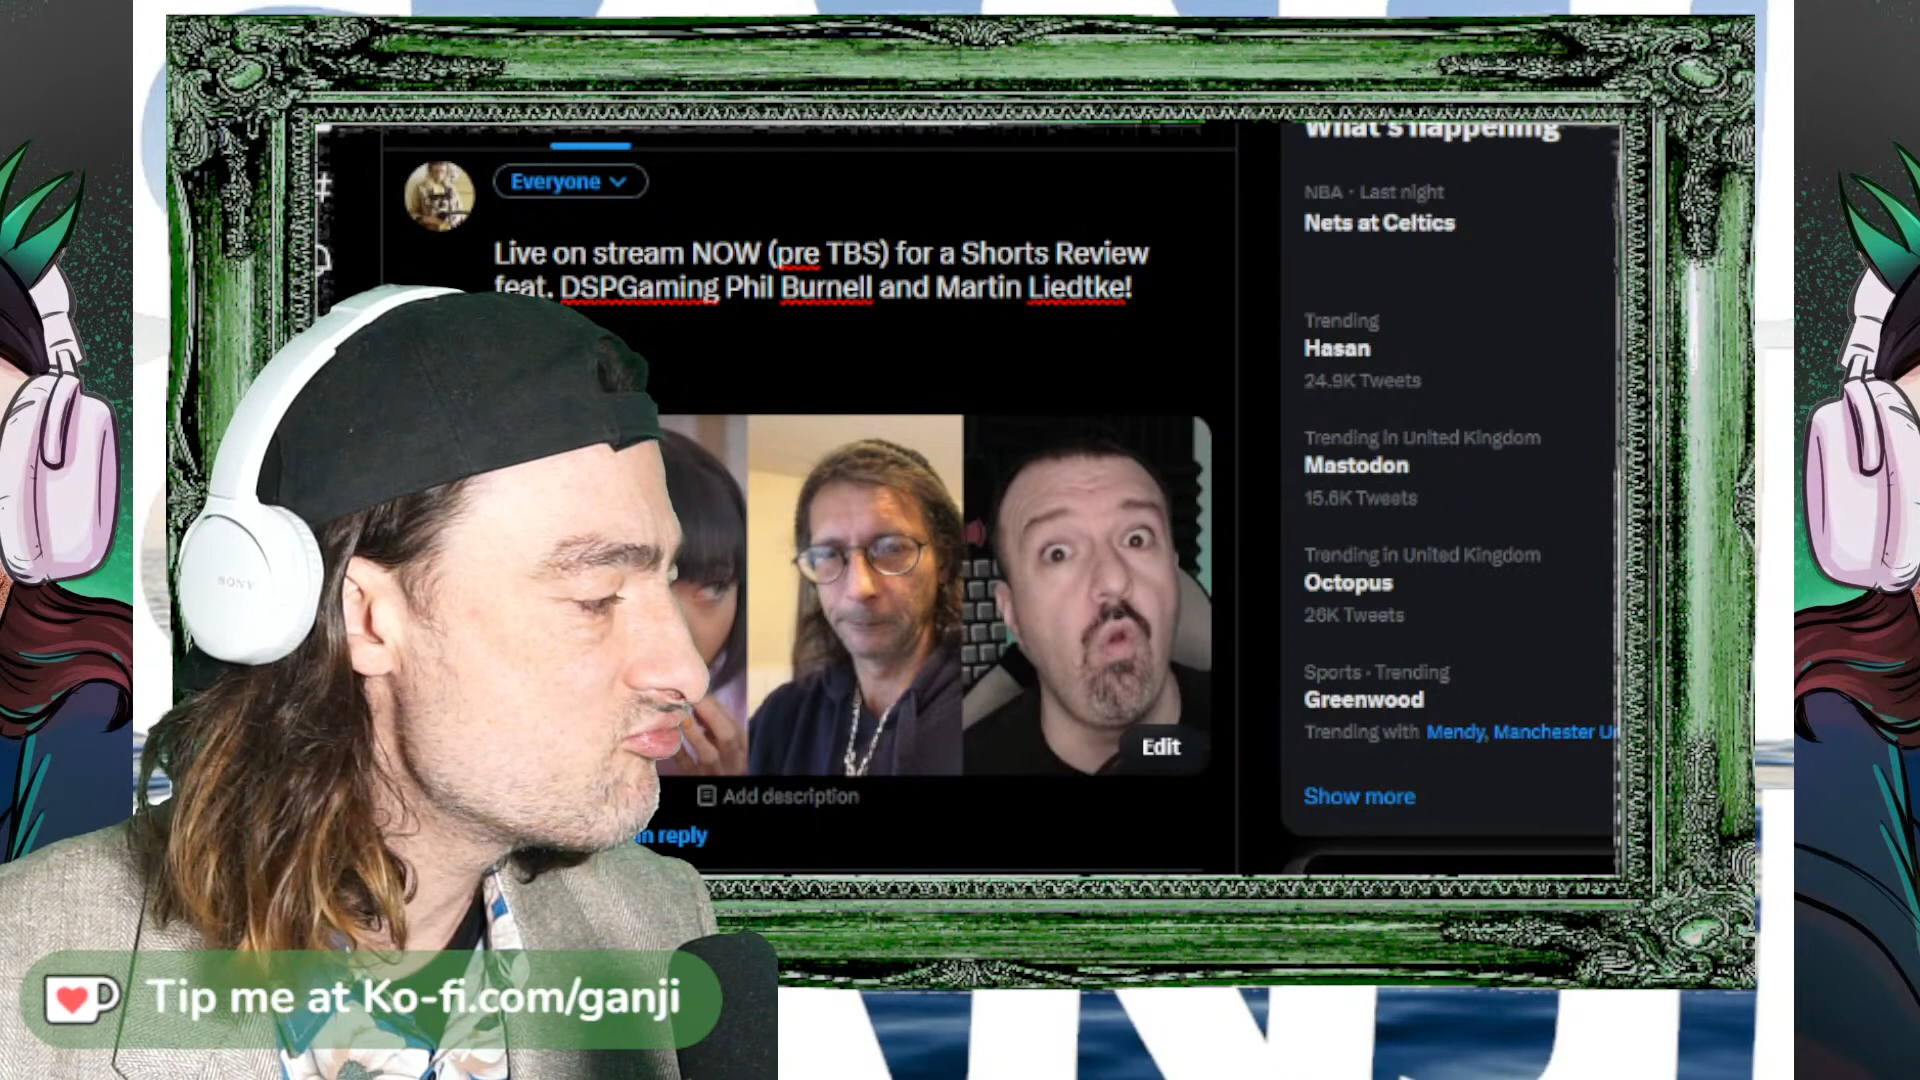 What's happening
Everyone
NBA · Last night
Nets at Celtics
Live on stream NOW (pre TBS) for a Shorts Review
feat. DSPGaming Phil Burnell and Martin Liedtke!
Trending
Hasan
24.9K Tweets
Trending in United Kingdom
Mastodon
15.6K Tweets
Trending in United Kingdom
Octopus
26K Tweets
Sports · Trending
Greenwood
Trending with Mendy, Manchester
Edit
Add description
Show more
reply
SONY
Tip me at Ko-fi.com/ganji